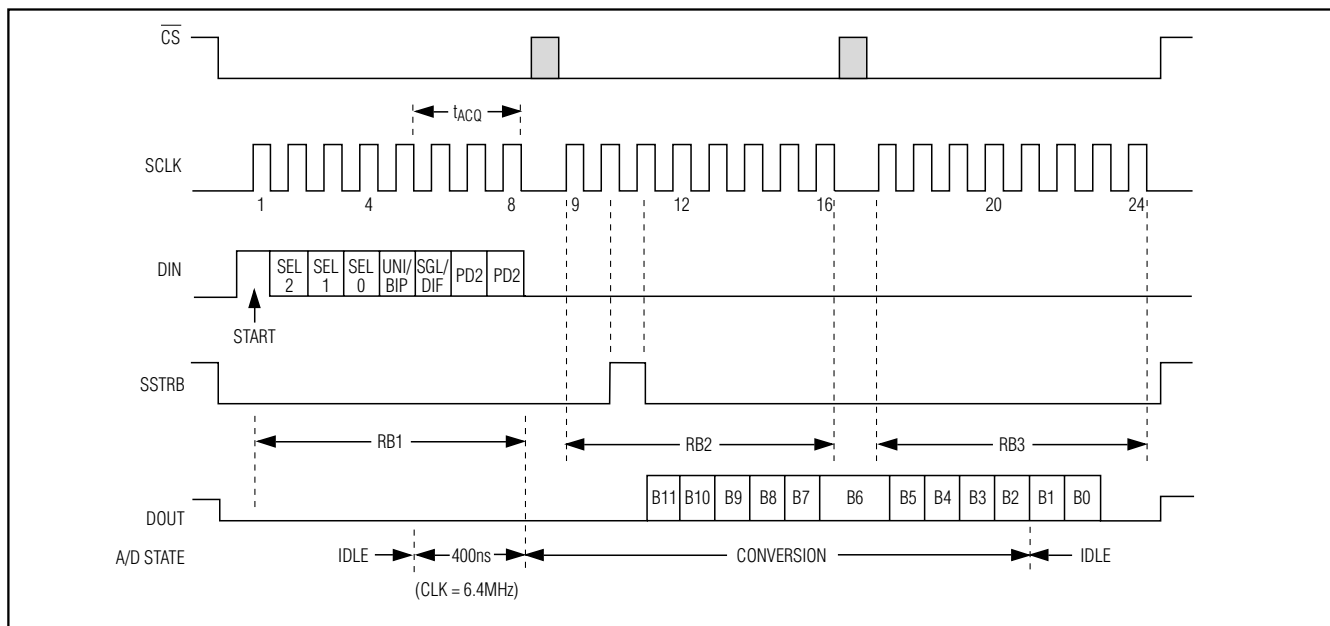 CS
tACQ
SCLK
1 4 8 9 12 16 20 24
DIN
SEL 2 SEL 1 SEL 0 UNI/BIP SGL/DIF PD2 PD2
START
SSTRB
RB1 RB2 RB3
DOUT
B11 B10 B9 B8 B7 B6 B5 B4 B3 B2 B1 B0
A/D STATE IDLE 400ns CONVERSION IDLE
(CLK = 6.4MHz)